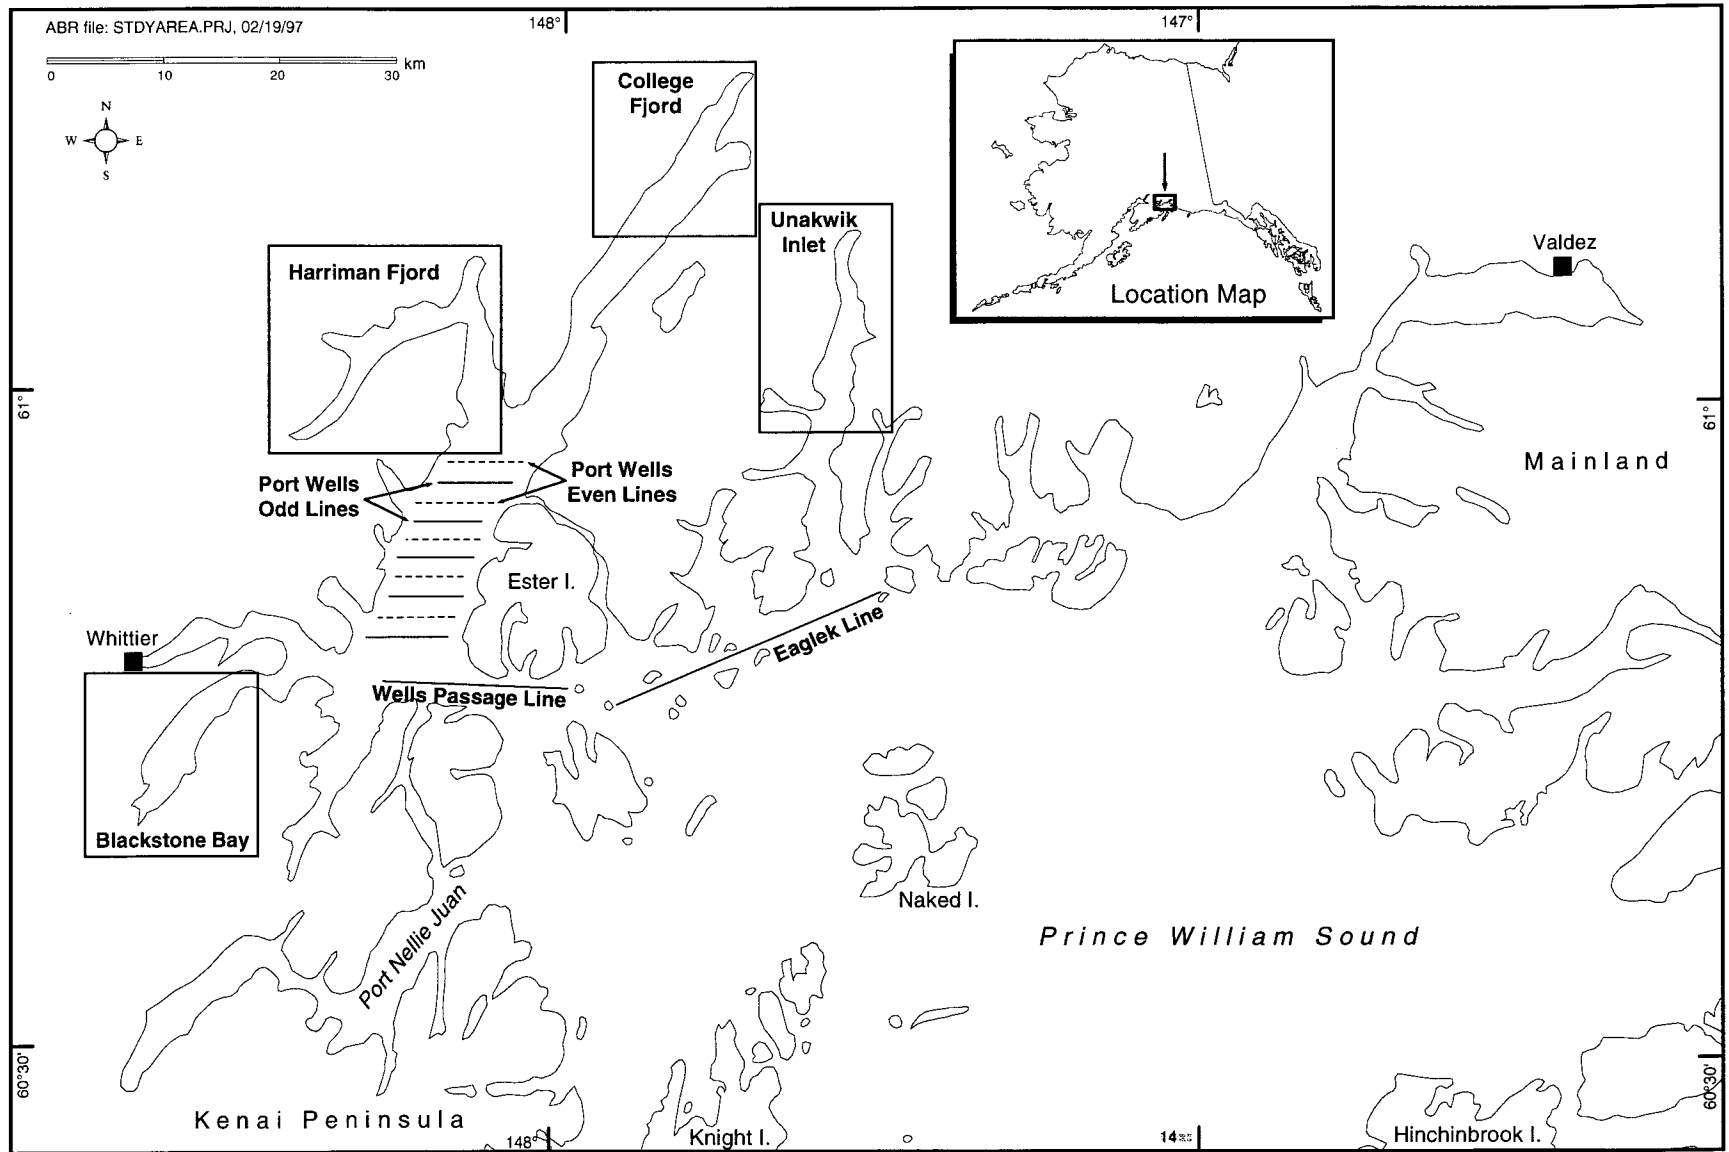 ABR file: STDYAREA.PRJ, 02/19/97
148°
147°
0 10 20 30 km
N
W E
S
College
Fjord
Unakwik
Inlet
Harriman Fjord
Location Map
Valdez
61°
61°
Mainland
Port Wells
Odd Lines
Port Wells
Even Lines
Ester I.
Whittier
Eaglek Line
Wells Passage Line
Blackstone Bay
Naked I.
Port Nellie Juan
Prince William Sound
60°30'
60°30'
Kenai Peninsula
148°
Knight I.
Hinchinbrook I.